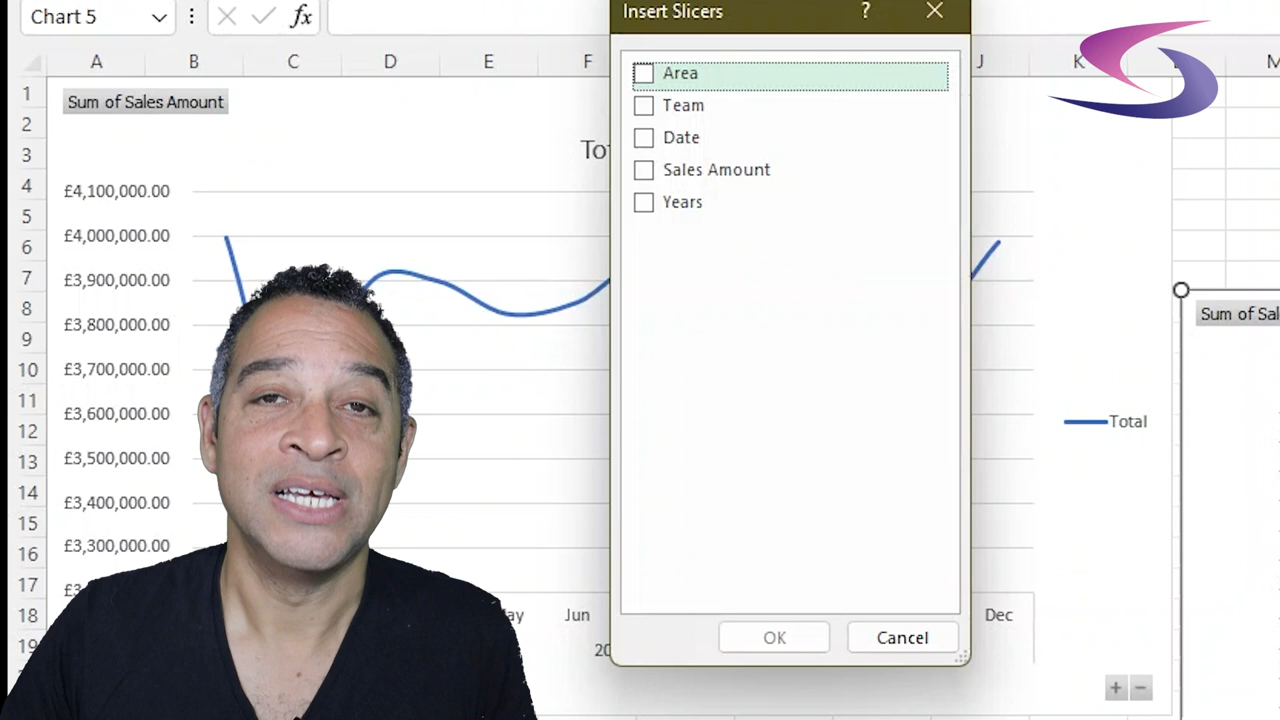 Chart 5
fx
Insert Slicers
?
A B C D E F J K M
1
2
3
4
5
6
7
8
9
10
11
12
13
14
15
16
17
18
19
Sum of Sales Amount
£4,100,000.00
£4,000,000.00
£3,900,000.00
£3,800,000.00
£3,700,000.00
£3,600,000.00
£3,500,000.00
£3,400,000.00
£3,300,000.00
Jun
Dec
Total
Area
Team
Date
Sales Amount
Years
OK
Cancel
+ −
Sum of Sal